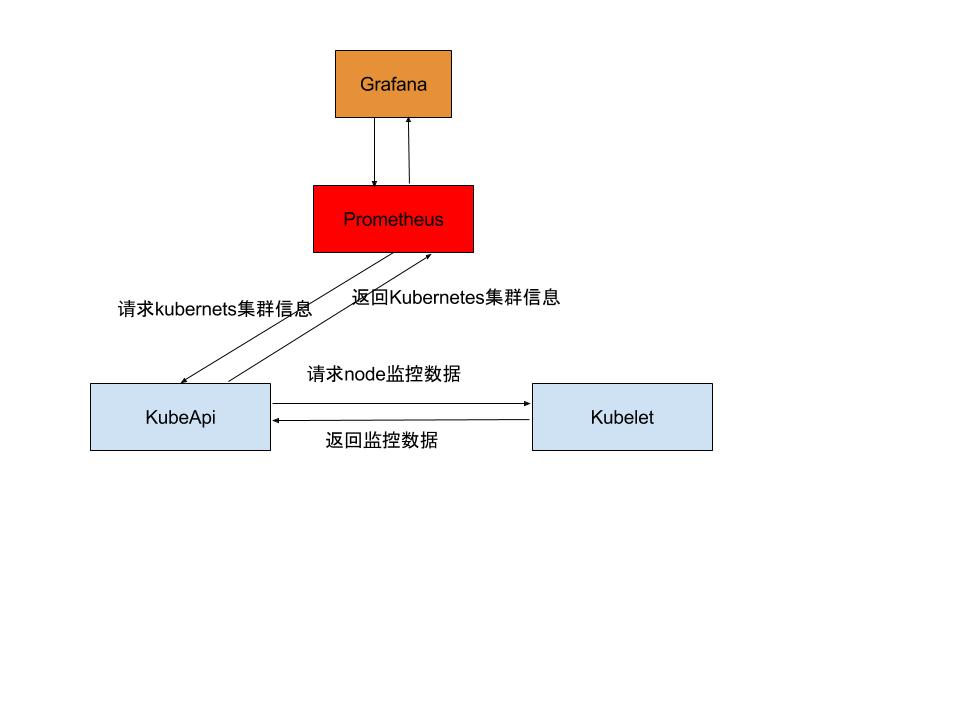 Grafana
Prometheus
请求kubernets集群信息
返回Kubernetes集群信息
请求node监控数据
KubeApi
Kubelet
返回监控数据